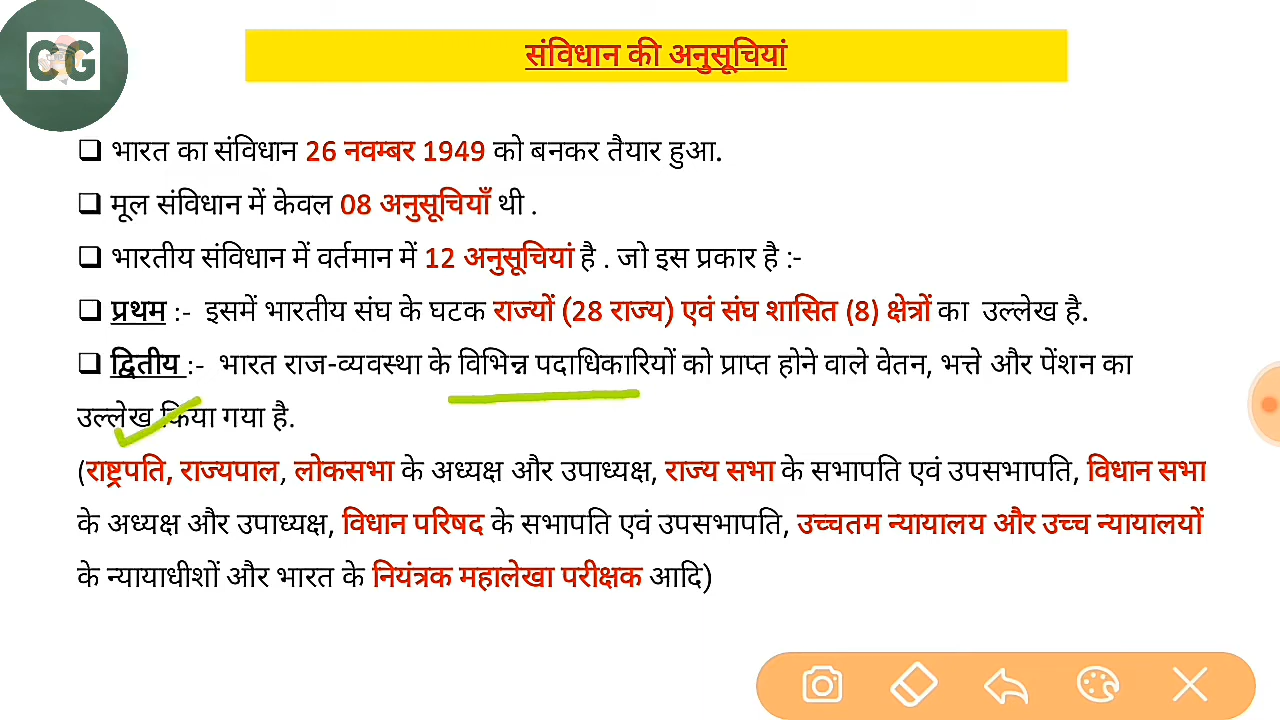 CG
संविधान की अनुसूचियां
❑ भारत का संविधान 26 नवम्बर 1949 को बनकर तैयार हुआ.
❑ मूल संविधान में केवल 08 अनुसूचियाँ थी .
❑ भारतीय संविधान में वर्तमान में 12 अनुसूचियां है . जो इस प्रकार है :-
❑ प्रथम :- इसमें भारतीय संघ के घटक राज्यों (28 राज्य) एवं संघ शासित (8) क्षेत्रों का उल्लेख है.
❑ द्वितीय :- भारत राज-व्यवस्था के विभिन्न पदाधिकारियों को प्राप्त होने वाले वेतन, भत्ते और पेंशन का
उल्लेख किया गया है.
(राष्ट्रपति, राज्यपाल, लोकसभा के अध्यक्ष और उपाध्यक्ष, राज्य सभा के सभापति एवं उपसभापति, विधान सभा
के अध्यक्ष और उपाध्यक्ष, विधान परिषद के सभापति एवं उपसभापति, उच्चतम न्यायालय और उच्च न्यायालयों
के न्यायाधीशों और भारत के नियंत्रक महालेखा परीक्षक आदि)